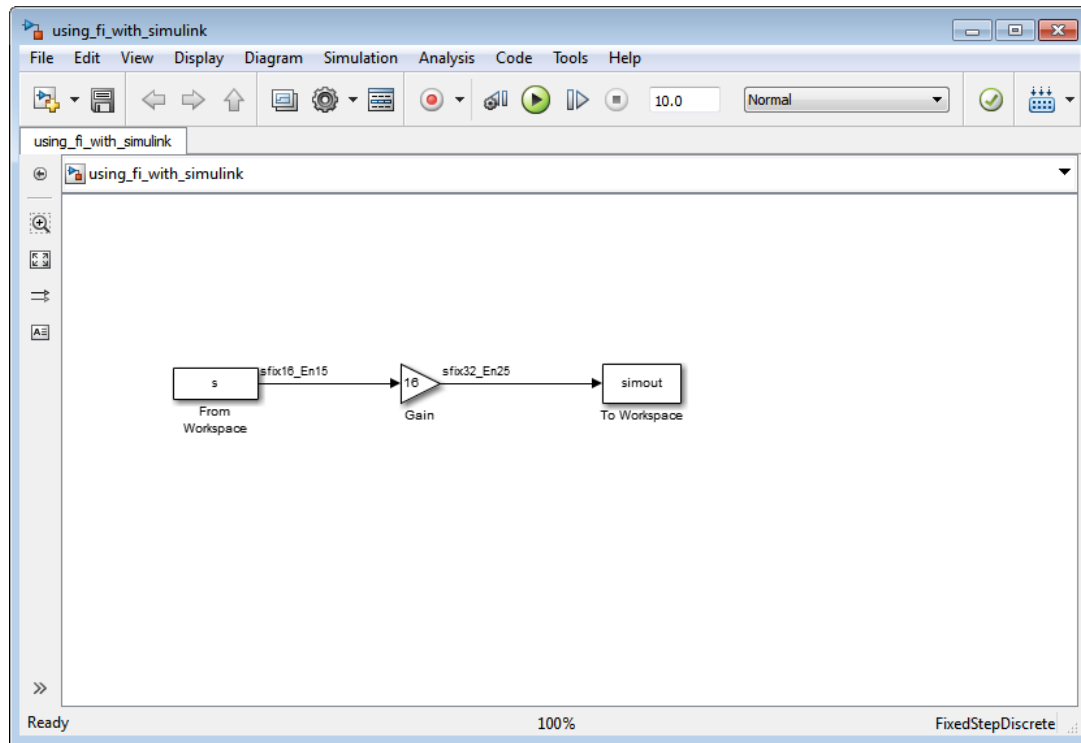 using_fi_with_simulink
File Edit View Display Diagram Simulation Analysis Code Tools Help
10.0 Normal
using_fi_with_simulink
using_fi_with_simulink
s
sfix16_En15
16
sfix32_En25
simout
From
Workspace
Gain
To Workspace
Ready 100% FixedStepDiscrete